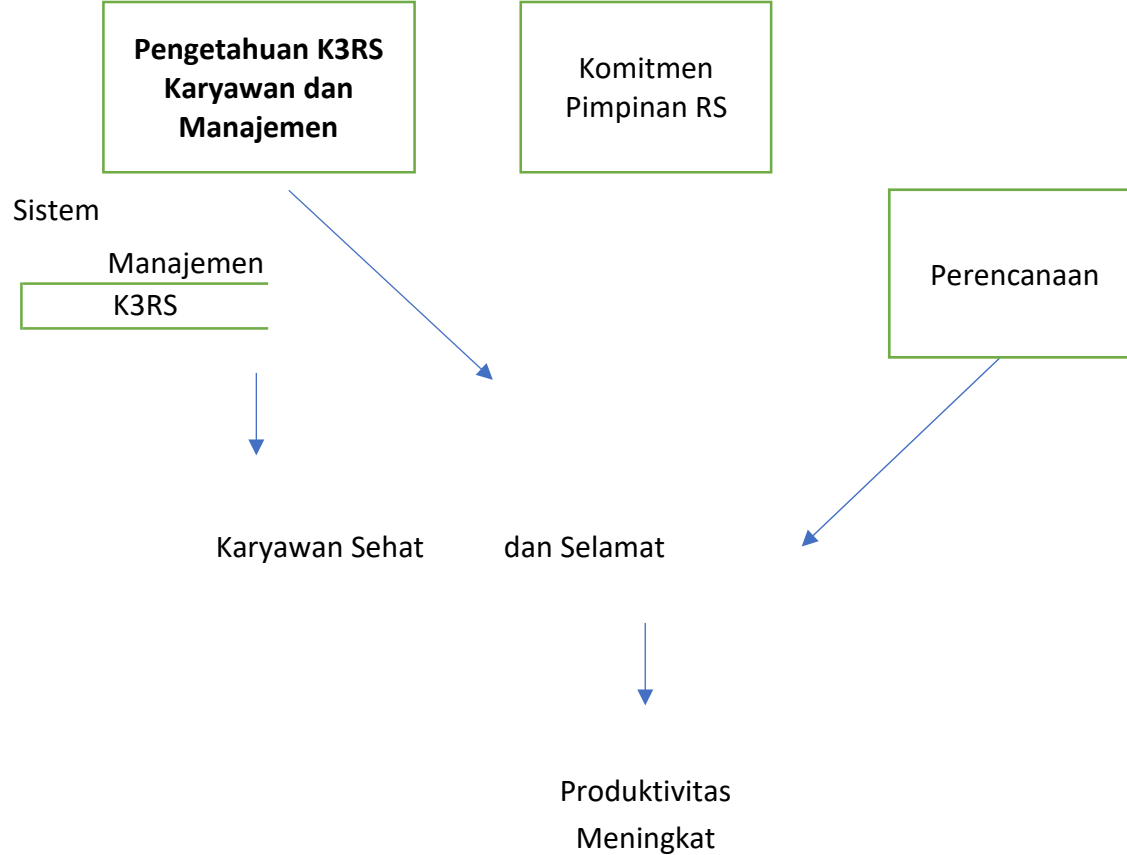 Pengetahuan K3RS
Karyawan dan
Manajemen
Komitmen
Pimpinan RS
Sistem
Manajemen
K3RS
Perencanaan
Karyawan Sehat dan Selamat
Produktivitas
Meningkat